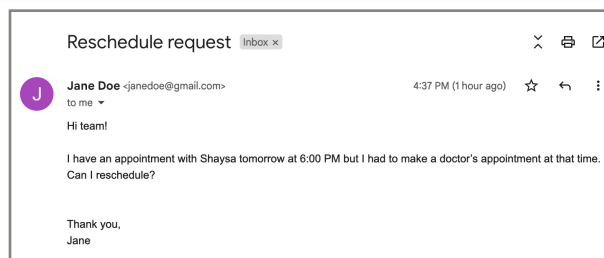 Reschedule request Inbox ×
J
Jane Doe <janedoe@gmail.com> 4:37 PM (1 hour ago)
to me
Hi team!
I have an appointment with Shaysa tomorrow at 6:00 PM but I had to make a doctor's appointment at that time.
Can I reschedule?
Thank you,
Jane